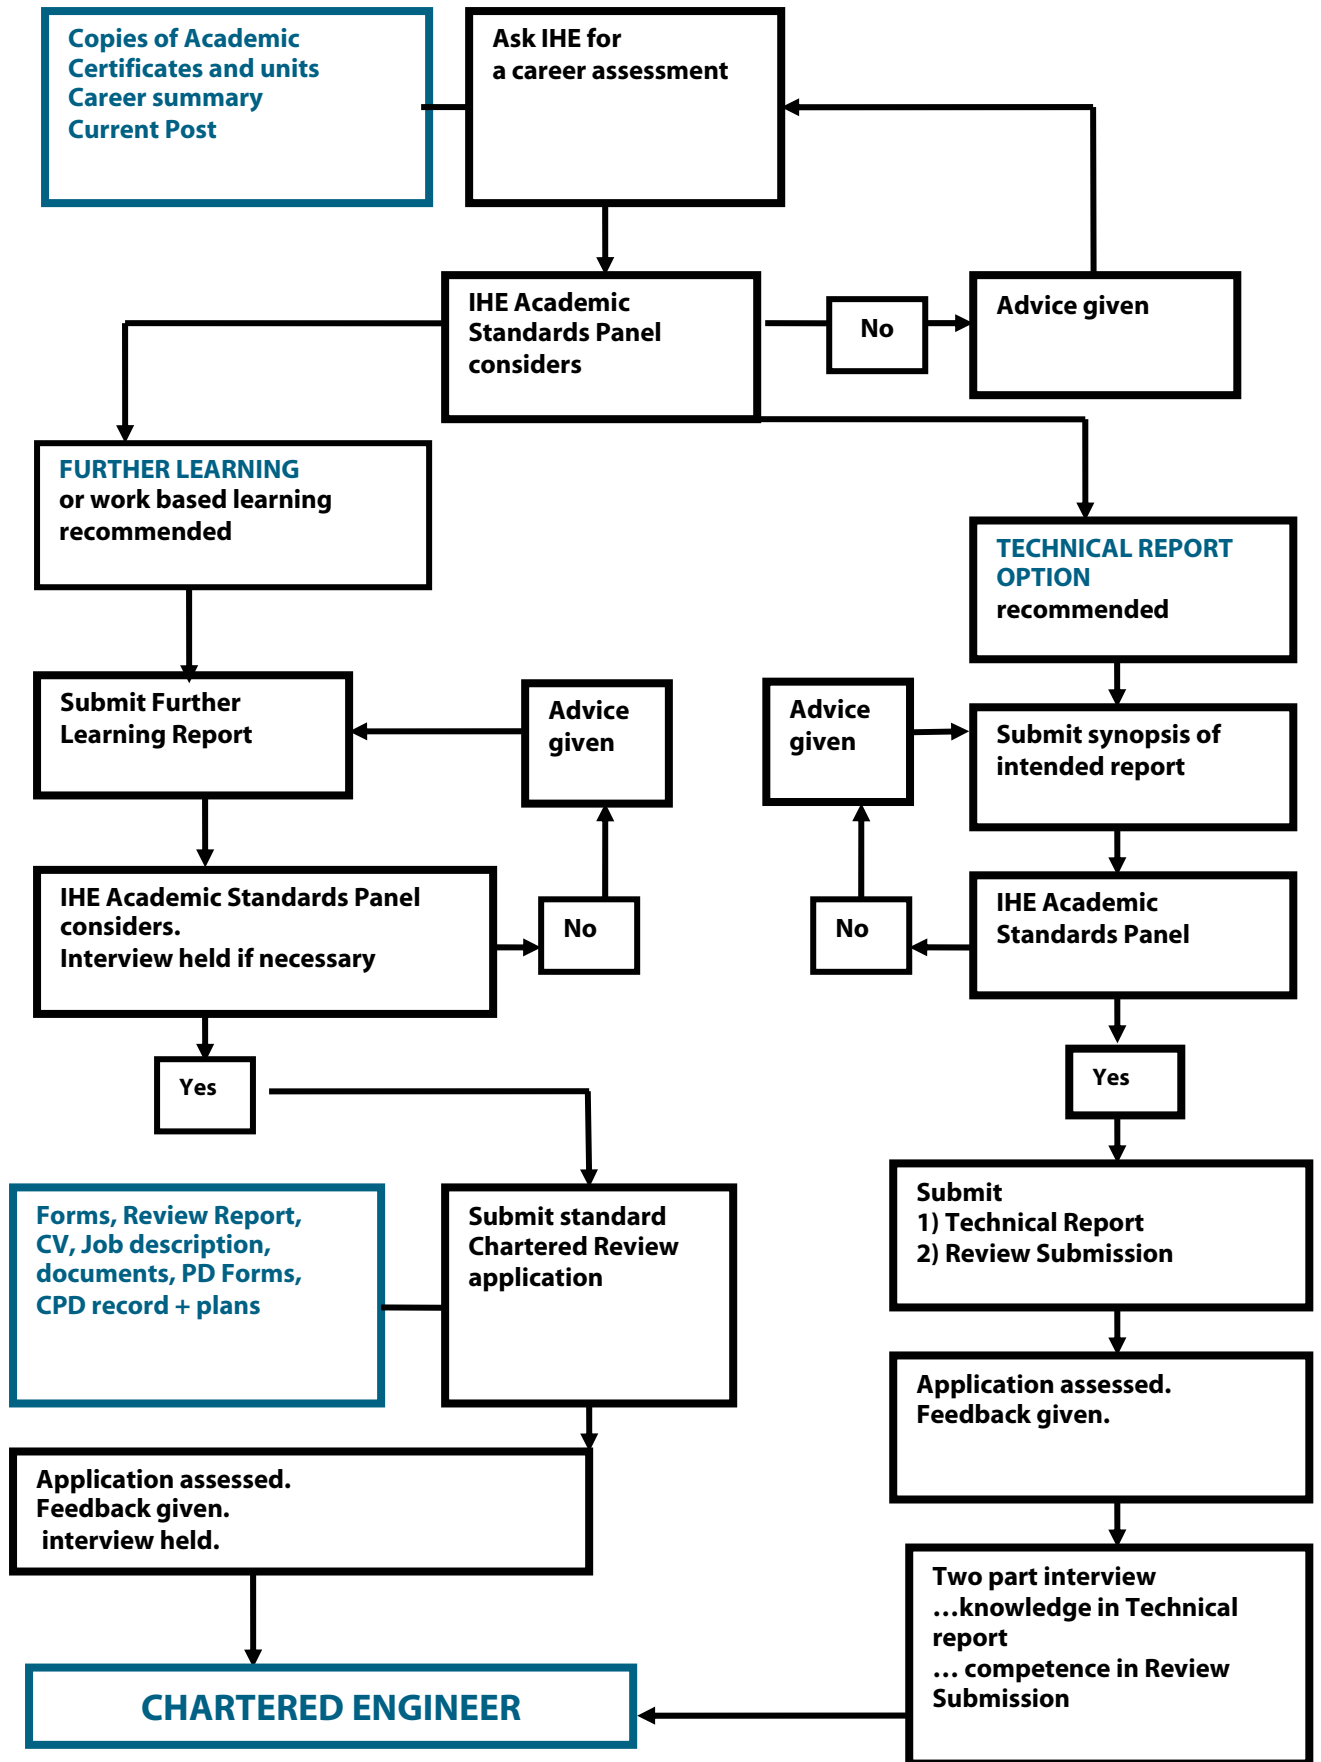 Copies of Academic
Certificates and units
Career summary
Current Post
Ask IHE for
a career assessment
IHE Academic
Standards Panel
considers
No
Advice given
FURTHER LEARNING
or work based learning
recommended
TECHNICAL REPORT
OPTION
recommended
Submit Further
Learning Report
Advice
given
Advice
given
Submit synopsis of
intended report
IHE Academic Standards Panel
considers.
Interview held if necessary
No
No
IHE Academic
Standards Panel
Yes
Yes
Forms, Review Report,
CV, Job description,
documents, PD Forms,
CPD record + plans
Submit standard
Chartered Review
application
Submit
1) Technical Report
2) Review Submission
Application assessed.
Feedback given.
Application assessed.
Feedback given.
interview held.
Two part interview
…knowledge in Technical
report
… competence in Review
Submission
CHARTERED ENGINEER